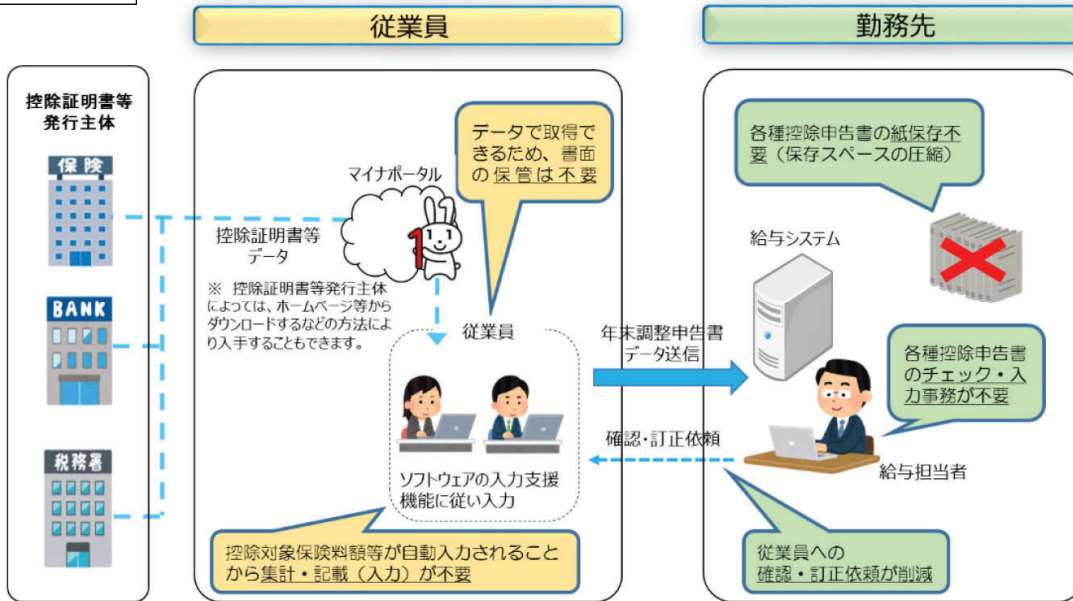 従業員
勤務先
控除証明書等
発行主体
保険
BANK
税務署
データで取得で
きるため、書面
の保管は不要
マイナポータル
1
控除証明書等
データ
※ 控除証明書等発行主体
によっては、ホームページ等から
ダウンロードするなどの方法によ
り入手することもできます。
従業員
ソフトウェアの入力支援
機能に従い入力
控除対象保険料額等が自動入力されること
から集計・記載（入力）が不要
年末調整申告書
データ送信
確認・訂正依頼
各種控除申告書の紙保存不
要（保存スペースの圧縮）
給与システム
各種控除申告書
のチェック・入
力事務が不要
給与担当者
従業員への
確認・訂正依頼が削減